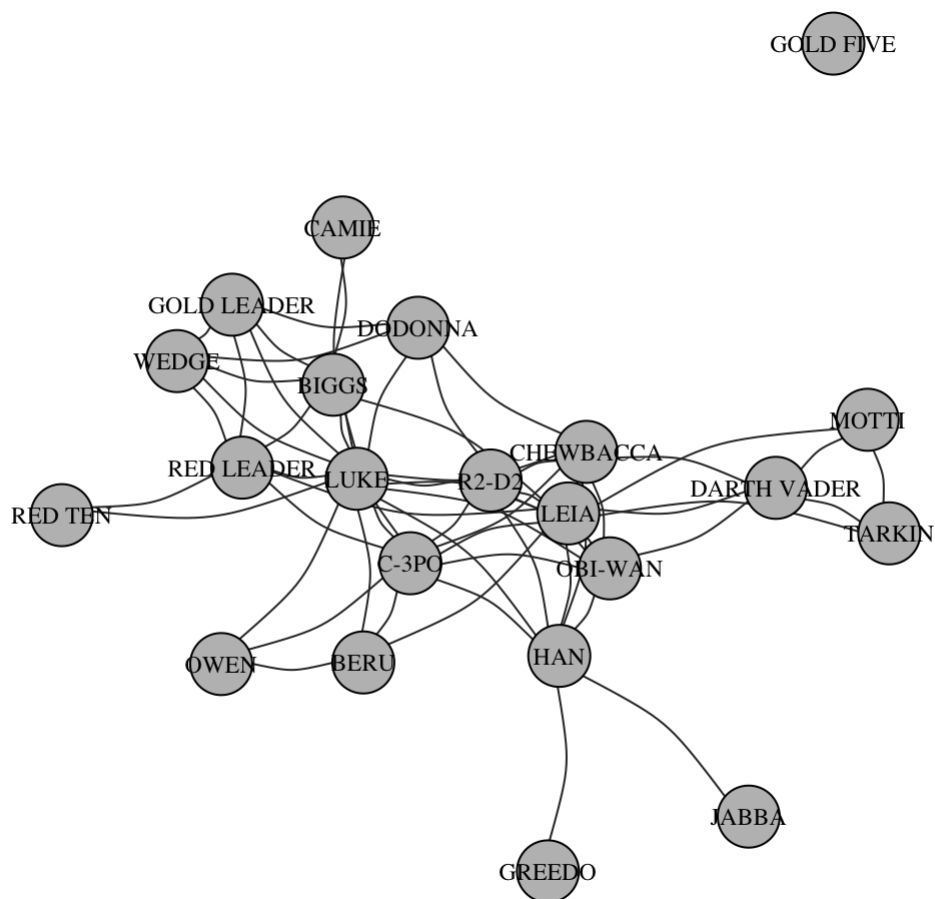 GOLD FIVE
CAMIE
GOLD LEADER
DODONNA
WEDGE
BIGGS
MOTTI
CHEWBACCA
RED LEADER
LUKE
R2-D2
DARTH VADER
RED TEN
LEIA
TARKIN
C-3PO
OBI-WAN
OWEN
BERU
HAN
JABBA
GREEDO